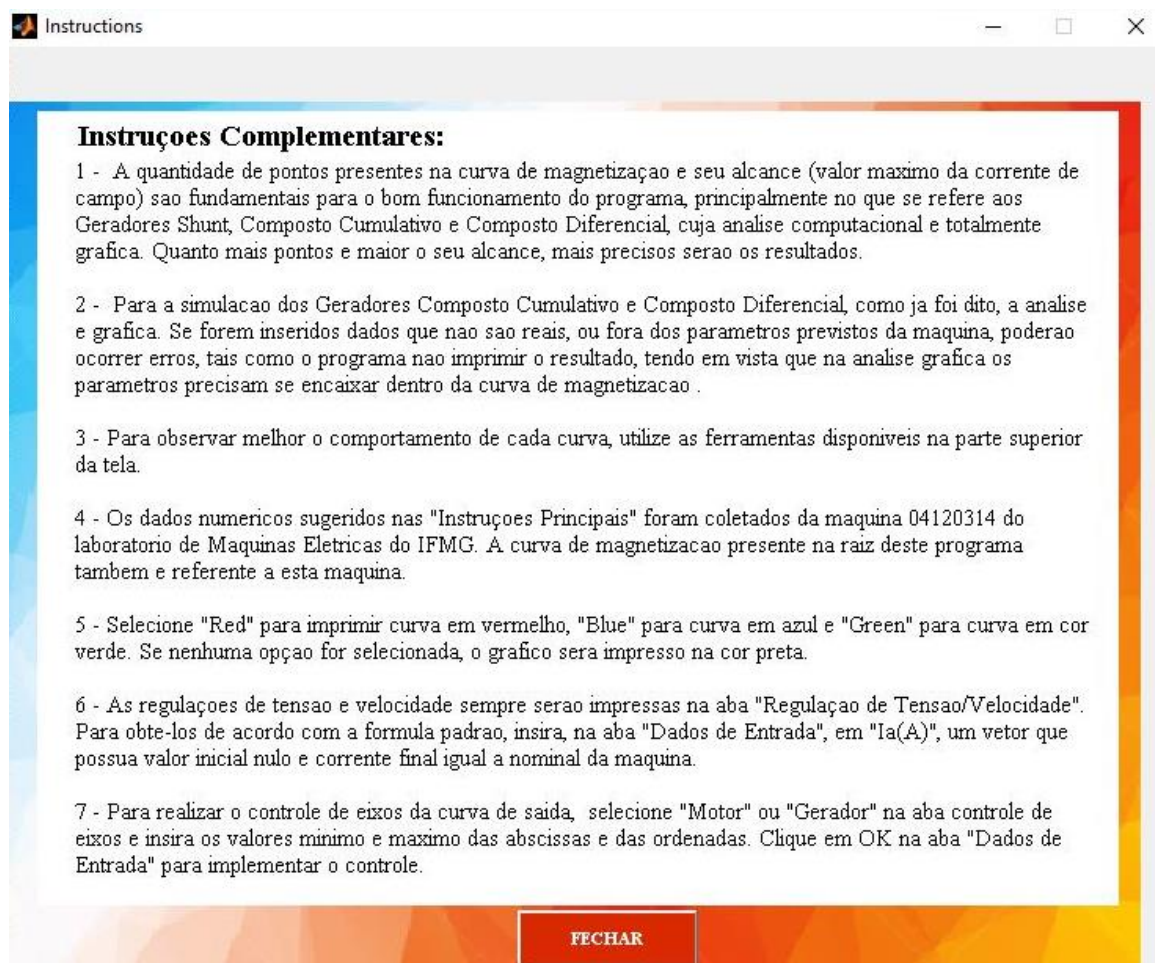 Instructions
Instruçoes Complementares:
1 -  A quantidade de pontos presentes na curva de magnetizaçao e seu alcance (valor maximo da corrente de
campo) sao fundamentais para o bom funcionamento do programa, principalmente no que se refere aos
Geradores Shunt, Composto Cumulativo e Composto Diferencial, cuja analise computacional e totalmente
grafica. Quanto mais pontos e maior o seu alcance, mais precisos serao os resultados.
2 -  Para a simulacao dos Geradores Composto Cumulativo e Composto Diferencial, como ja foi dito, a analise
e grafica. Se forem inseridos dados que nao sao reais, ou fora dos parametros previstos da maquina, poderao
ocorrer erros, tais como o programa nao imprimir o resultado, tendo em vista que na analise grafica os
parametros precisam se encaixar dentro da curva de magnetizacao .
3 - Para observar melhor o comportamento de cada curva, utilize as ferramentas disponiveis na parte superior
da tela.
4 - Os dados numericos sugeridos nas "Instruçoes Principais" foram coletados da maquina 04120314 do
laboratorio de Maquinas Eletricas do IFMG. A curva de magnetizacao presente na raiz deste programa
tambem e referente a esta maquina.
5 - Selecione "Red" para imprimir curva em vermelho, "Blue" para curva em azul e "Green" para curva em cor
verde. Se nenhuma opçao for selecionada, o grafico sera impresso na cor preta.
6 - As regulaçoes de tensao e velocidade sempre serao impressas na aba "Regulaçao de Tensao/Velocidade".
Para obte-los de acordo com a formula padrao, insira, na aba "Dados de Entrada", em "Ia(A)", um vetor que
possua valor inicial nulo e corrente final igual a nominal da maquina.
7 - Para realizar o controle de eixos da curva de saida,  selecione "Motor" ou "Gerador" na aba controle de
eixos e insira os valores minimo e maximo das abscissas e das ordenadas. Clique em OK na aba "Dados de
Entrada" para implementar o controle.
FECHAR